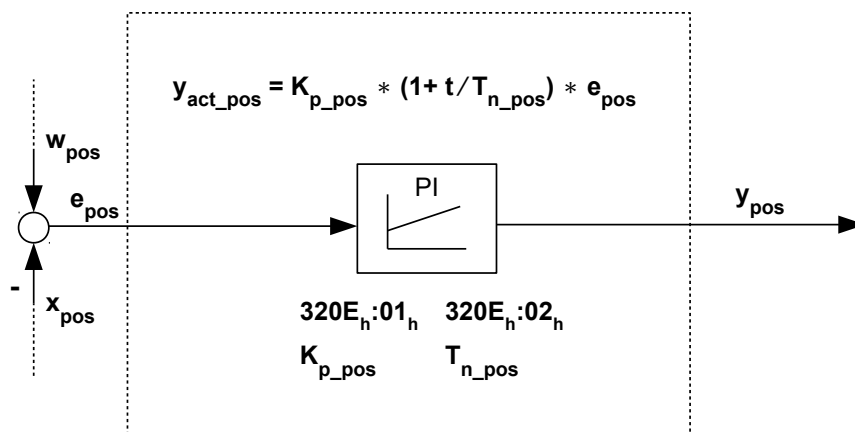 y_act_pos = K_p_pos * (1+ t/T_n_pos) * e_pos
w_pos
e_pos
PI
y_pos
-
x_pos
320E_h:01_h 320E_h:02_h
K_p_pos T_n_pos